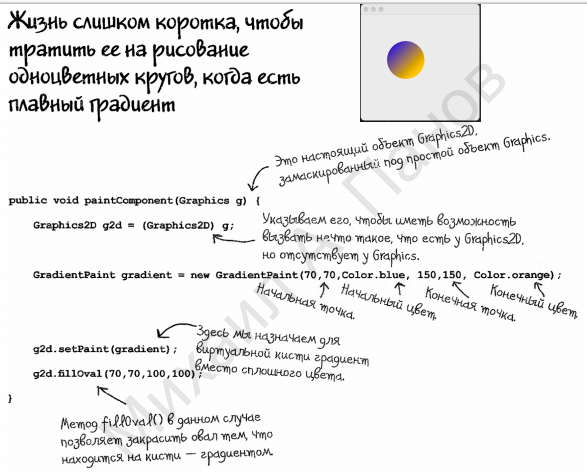 Жизнь слишком коротка, чтобы
тратить ее на рисование
одноцветных кругов, когда есть
плавный градиент
Это настоящий объект Graphics2D,
замаскированный под простой объект Graphics.
public void paintComponent(Graphics g) {
Graphics2D g2d = (Graphics2D) g;
Указываем его, чтобы иметь возможность
вызвать нечто такое, что есть у Graphics2D,
но отсутствует у Graphics.
GradientPaint gradient = new GradientPaint(70,70,Color.blue, 150,150, Color.orange);
Начальная точка.
Начальный цвет.
Конечная точка.
Конечный цвет.
Здесь мы назначаем для
виртуальной кисти градиент
вместо сплошного цвета.
g2d.setPaint(gradient);
g2d.fillOval(70,70,100,100);
}
Метод fillOval() в данном случае
позволяет закрасить овал тем, что
находится на кисти — градиентом.
Михаил А. Панов